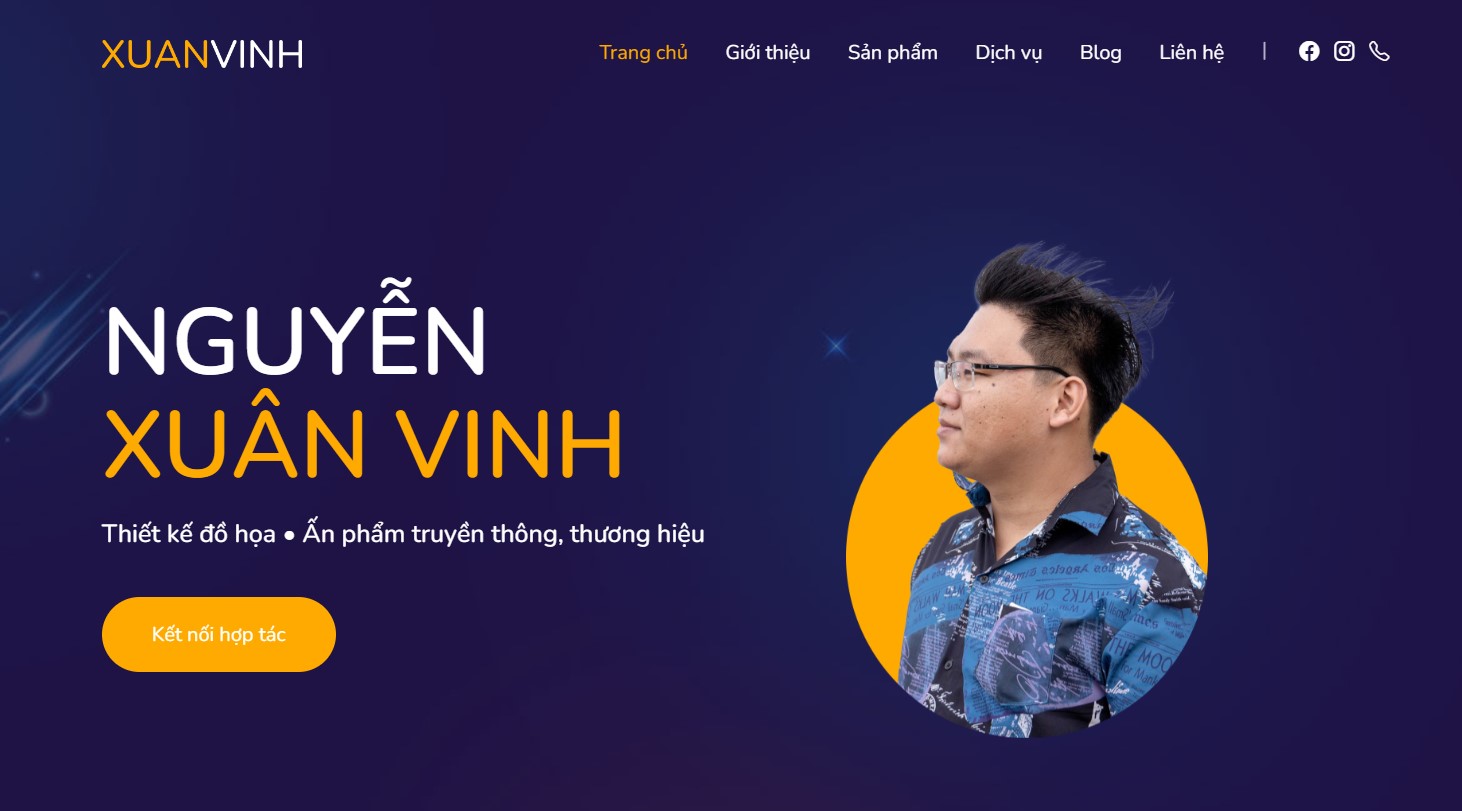 XUANVINH
Trang chủ Giới thiệu Sản phẩm Dịch vụ Blog Liên hệ |
NGUYỄN
XUÂN VINH
Thiết kế đồ họa • Ấn phẩm truyền thông, thương hiệu
Kết nối hợp tác